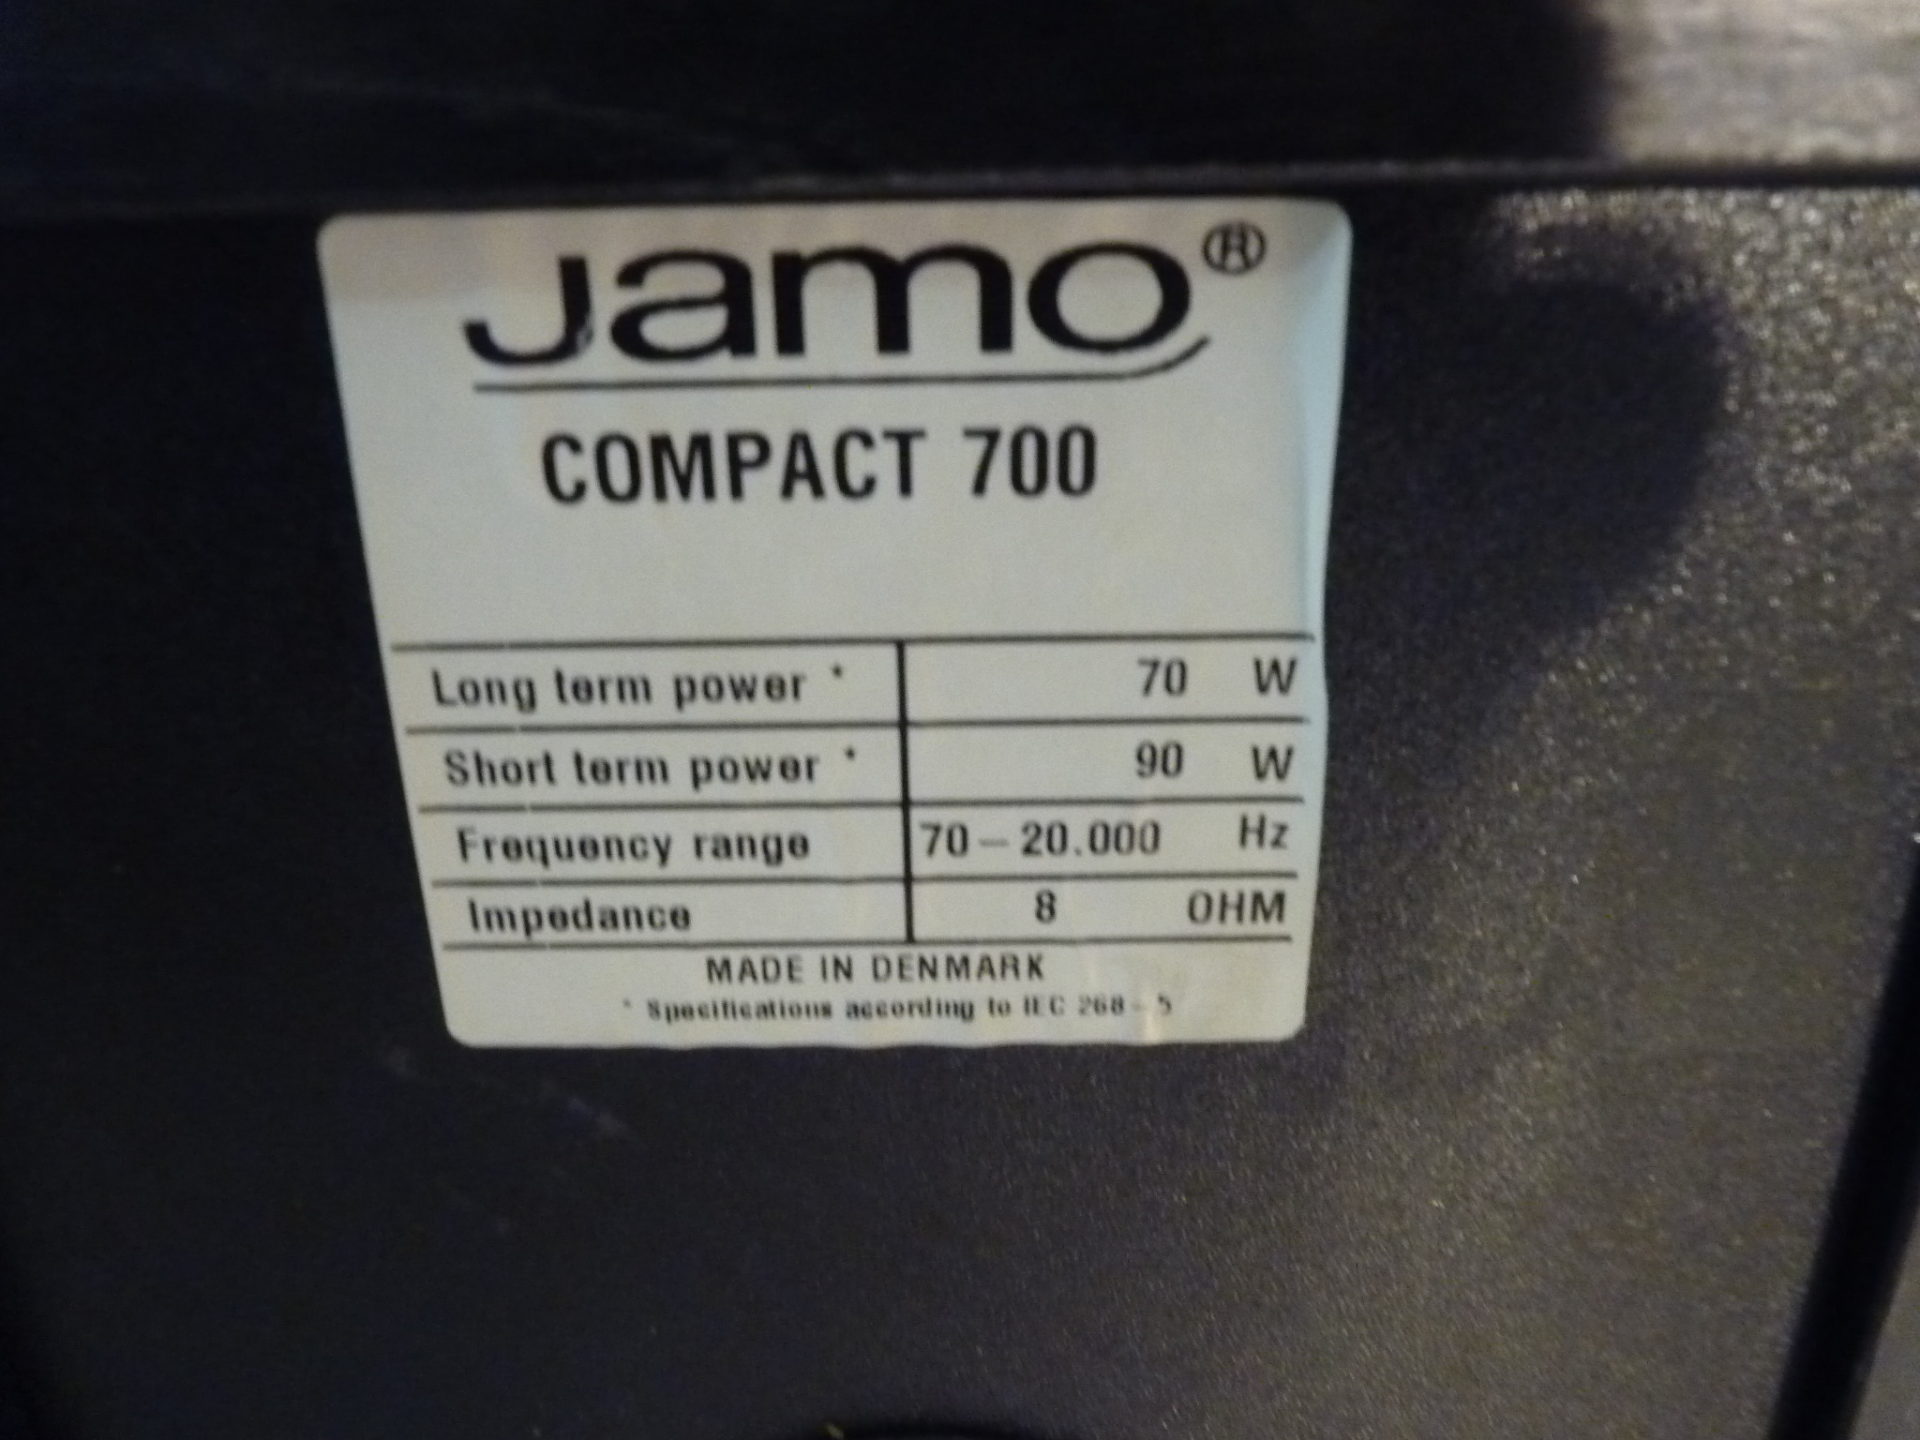 Jamo®
COMPACT 700
Long term power * 70 W
Short term power * 90 W
Frequency range 70 – 20.000 Hz
Impedance 8 OHM
MADE IN DENMARK
* Specifications according to IEC 268 - 5